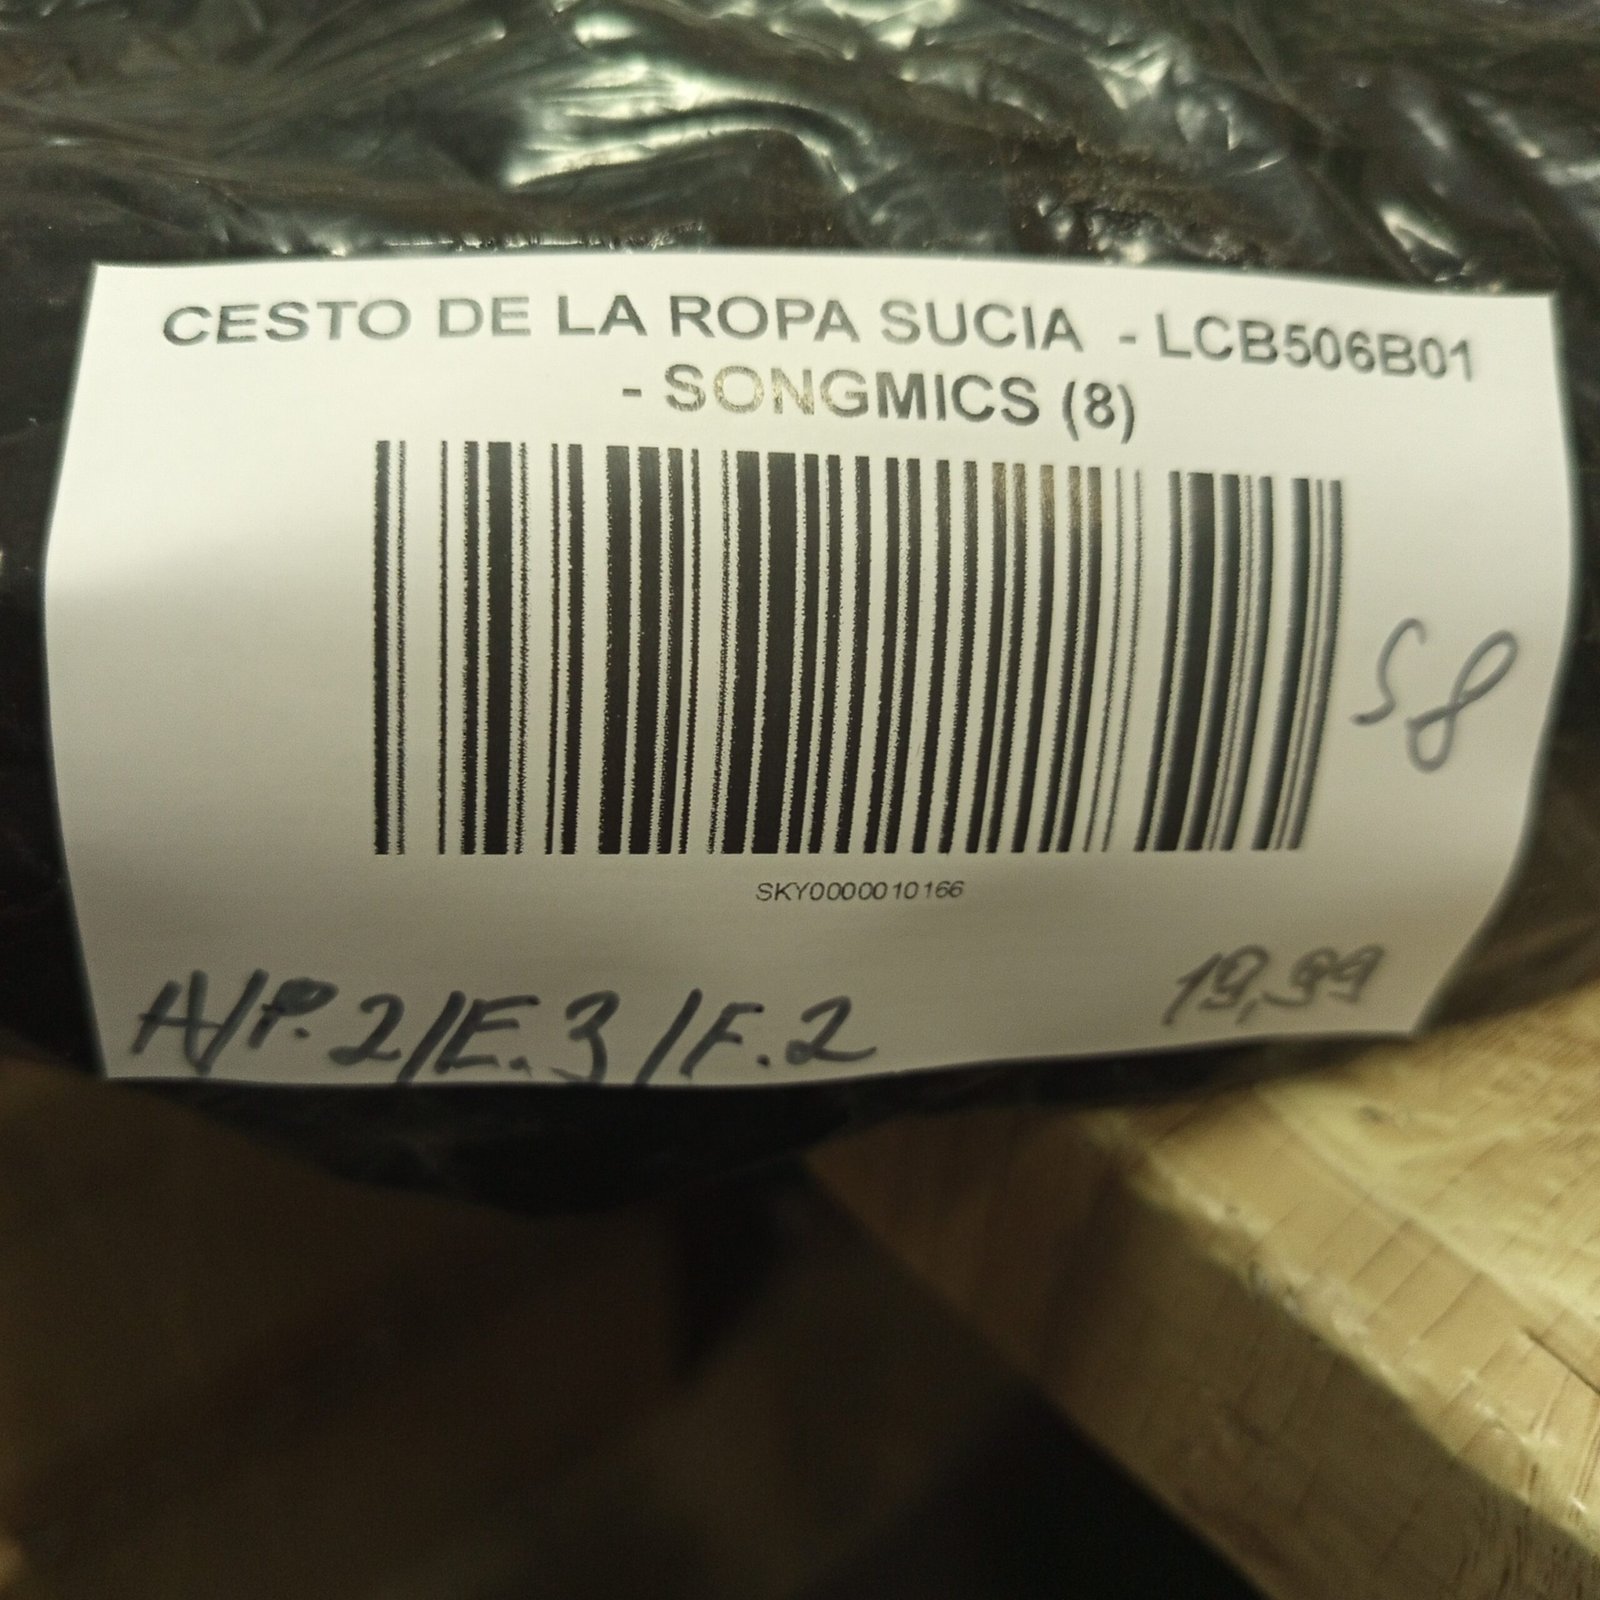 CESTO DE LA ROPA SUCIA - LCB506B01
- SONGMICS (8)
S8
SKY0000010166
19,99
A/P.2/E.3/F.2